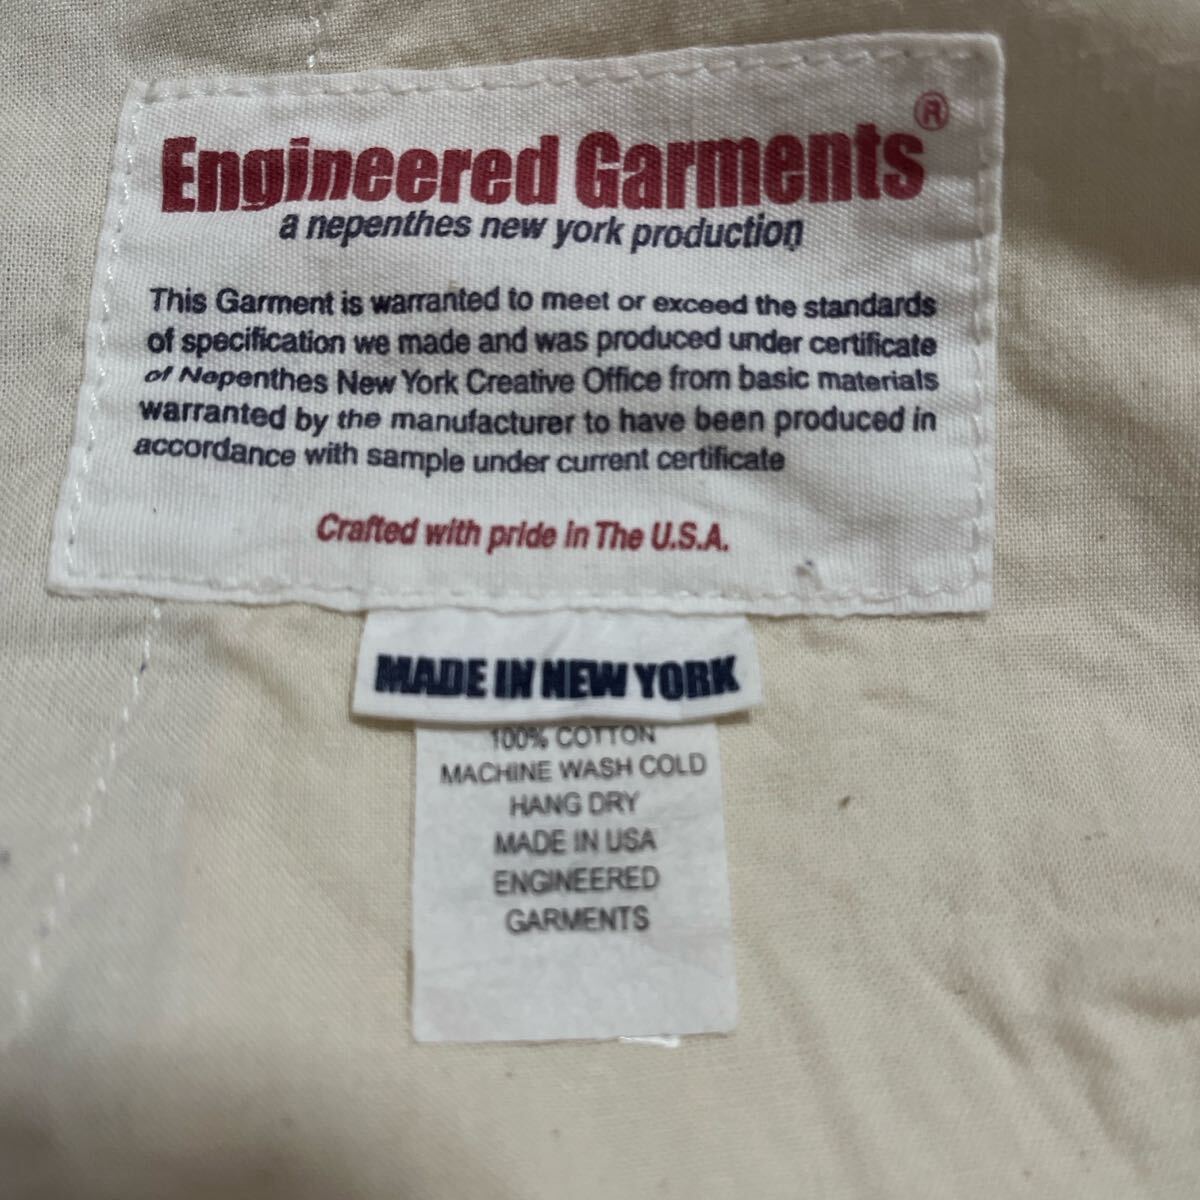 Engineered Garments®
a nepenthes new york production
This Garment is warranted to meet or exceed the standards
of specification we made and was produced under certificate
of Nepenthes New York Creative Office from basic materials
warranted by the manufacturer to have been produced in
accordance with sample under current certificate
Crafted with pride in The U.S.A.
MADE IN NEW YORK
100% COTTON
MACHINE WASH COLD
HANG DRY
MADE IN USA
ENGINEERED
GARMENTS